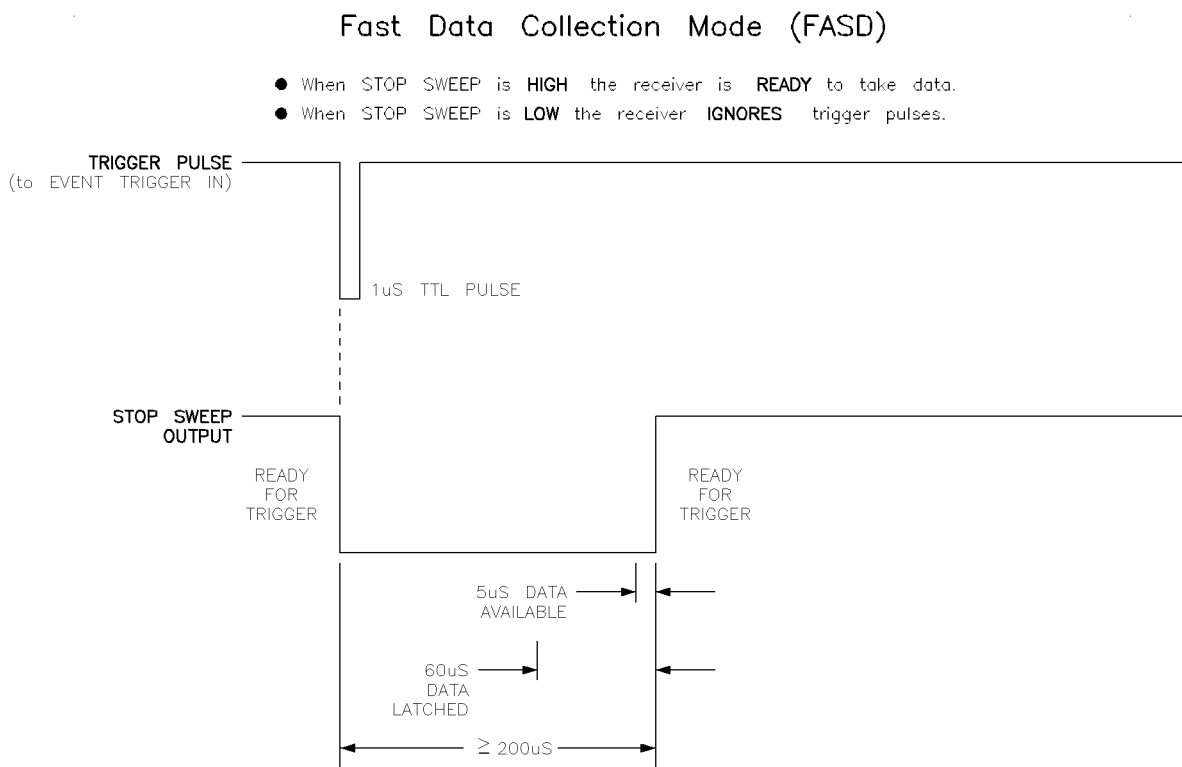 Fast Data Collection Mode (FASD)
● When STOP SWEEP is HIGH the receiver is READY to take data.
● When STOP SWEEP is LOW the receiver IGNORES trigger pulses.
TRIGGER PULSE
(to EVENT TRIGGER IN)
1uS TTL PULSE
STOP SWEEP
OUTPUT
READY
FOR
TRIGGER
READY
FOR
TRIGGER
5uS DATA
AVAILABLE
60uS
DATA
LATCHED
≥ 200uS